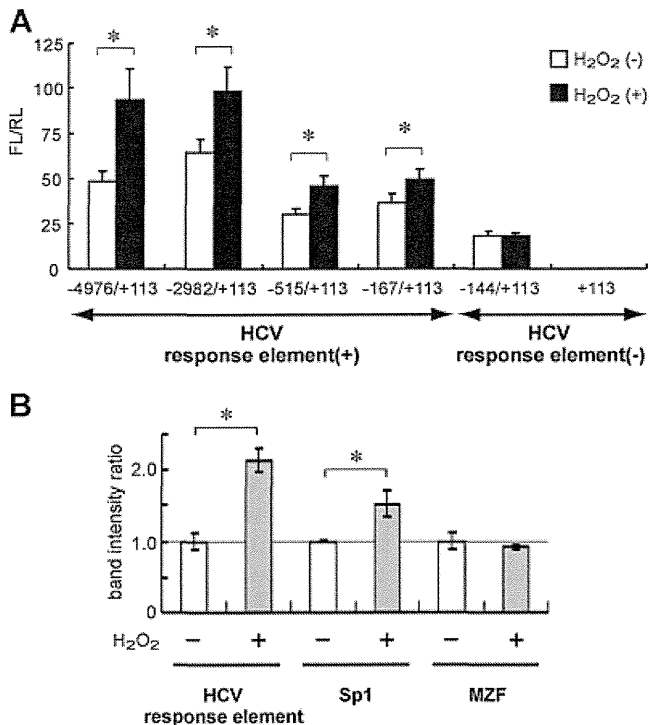 A
FL/RL
125
100
75
50
25
0
*
*
*
*
H₂O₂ (-)
H₂O₂ (+)
-4976/+113 -2982/+113 -515/+113 -167/+113 -144/+113 +113
HCV
response element(+)
HCV
response element(-)
B
band intensity ratio
2.0
1.0
0
*
*
H₂O₂ − + − + − +
HCV
response element
Sp1
MZF